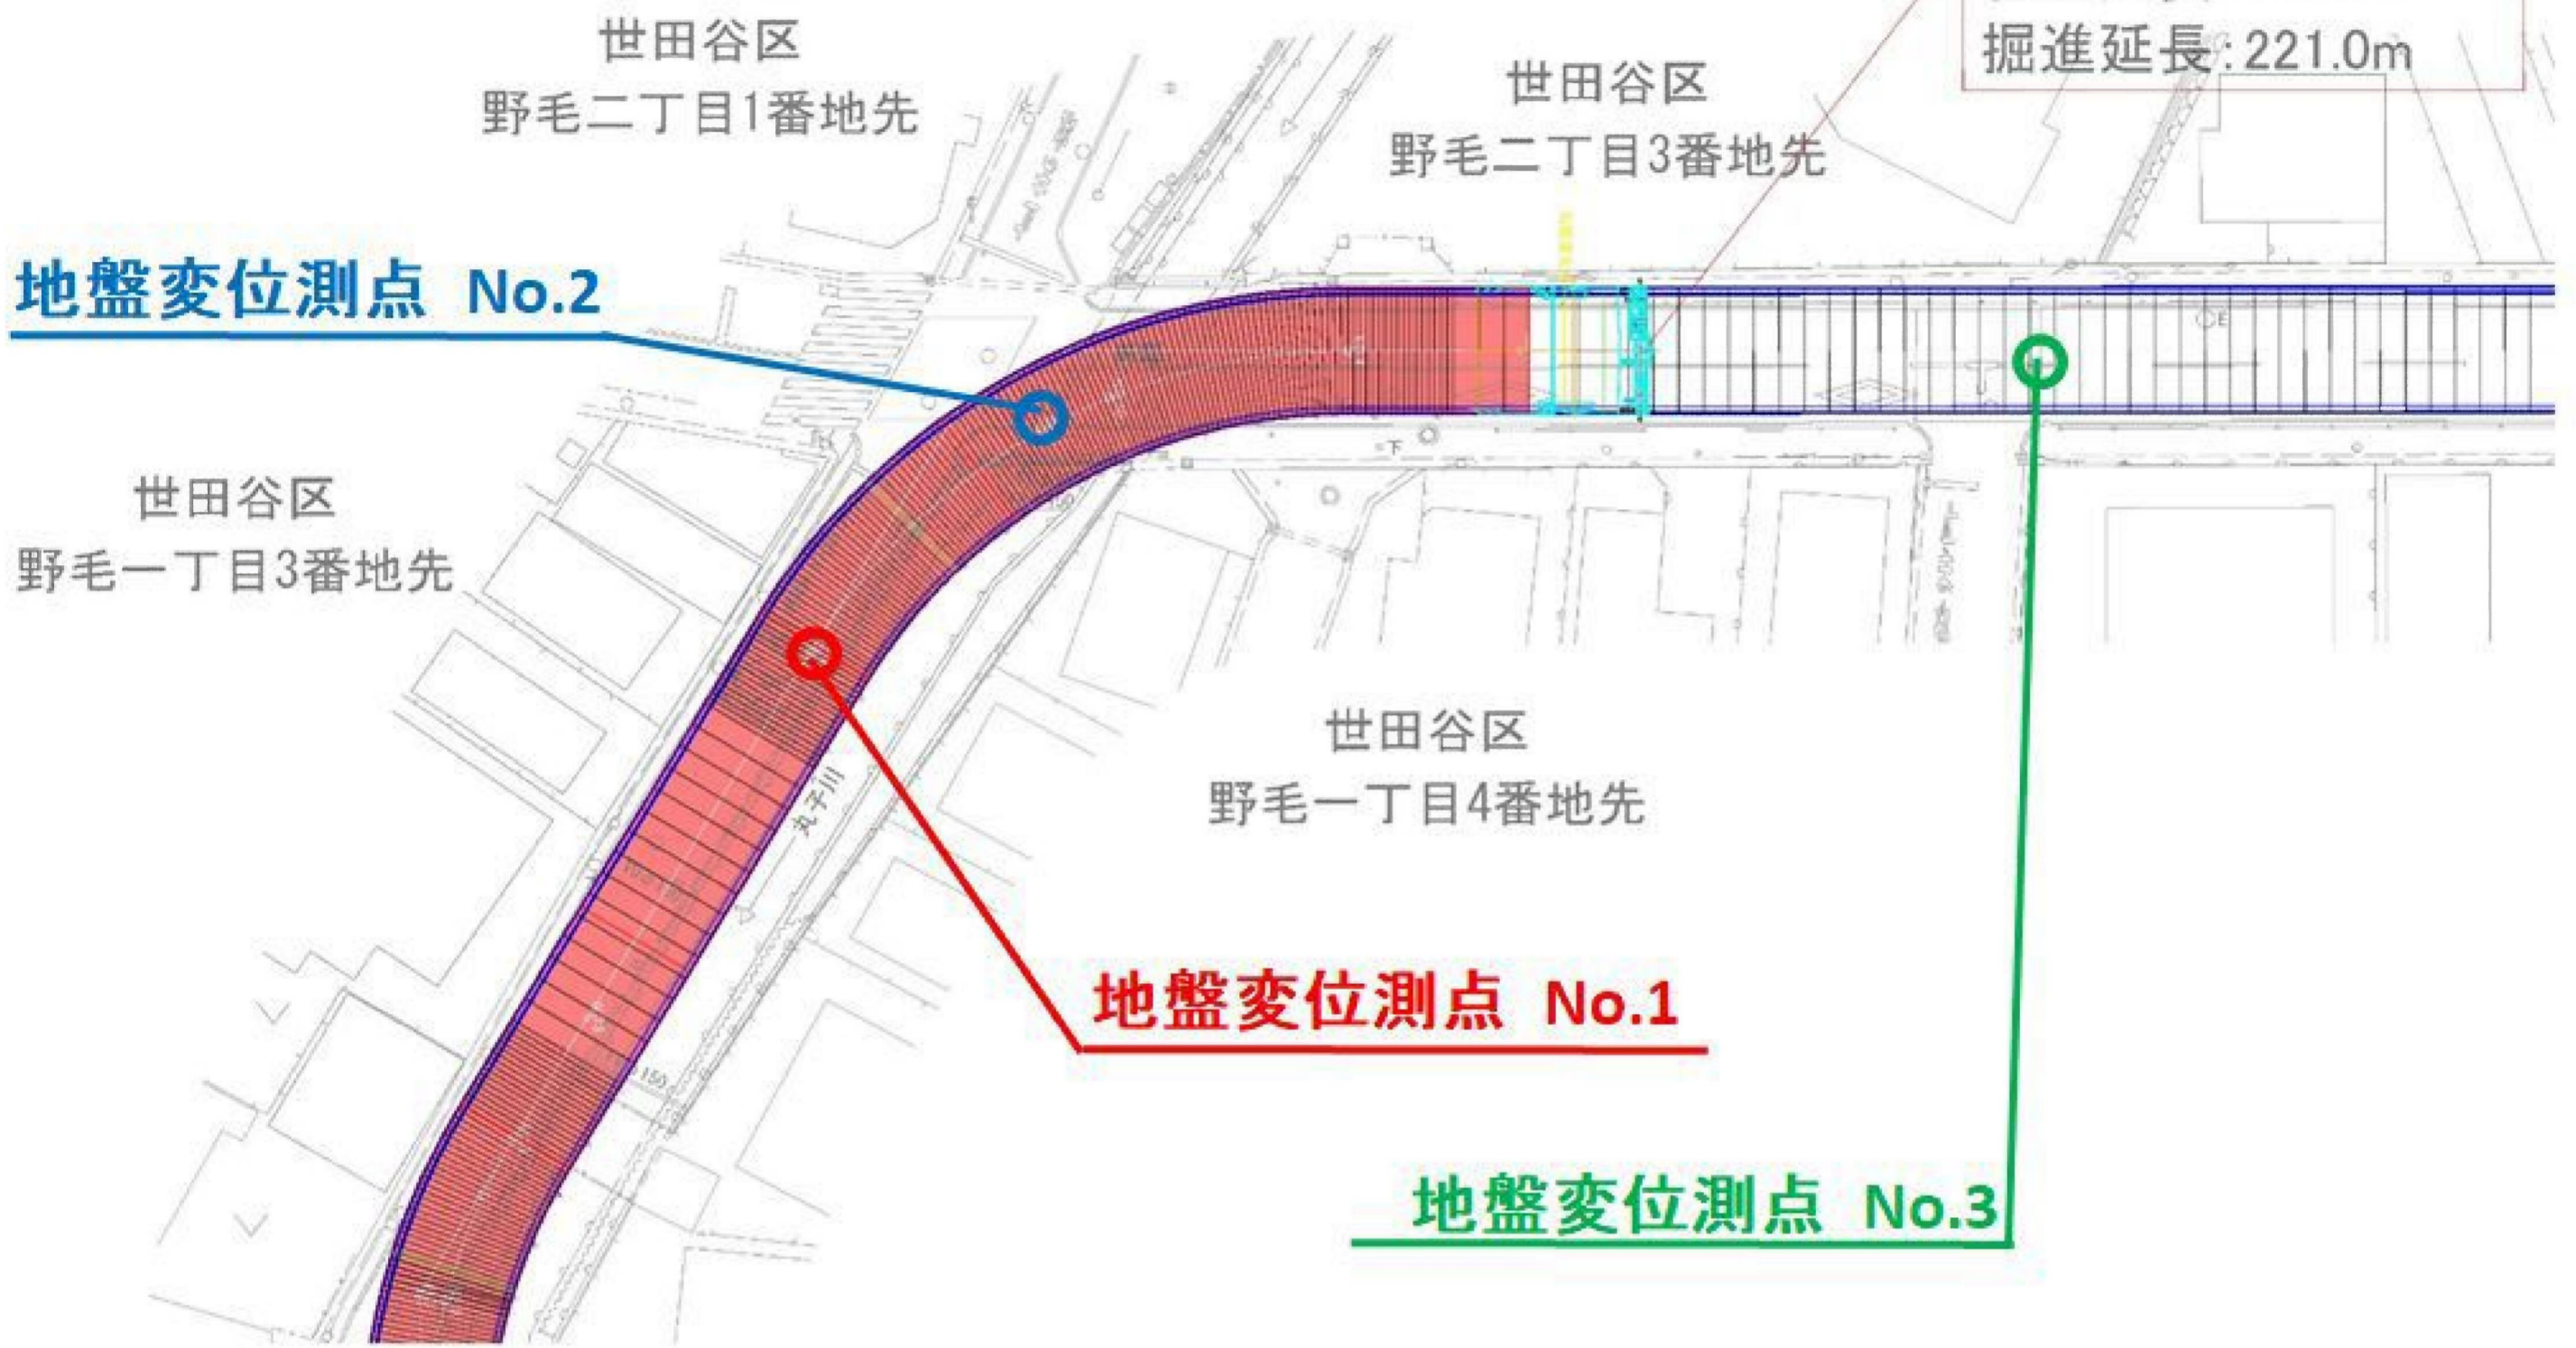 掘進延長:221.0m
世田谷区
野毛二丁目1番地先
世田谷区
野毛二丁目3番地先
地盤変位測点 No.2
世田谷区
野毛一丁目3番地先
世田谷区
野毛一丁目4番地先
丸子川
地盤変位測点 No.1
150
地盤変位測点 No.3
下
E